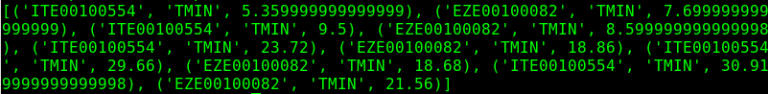 [('ITE00100554', 'TMIN', 5.359999999999999), ('EZE00100082', 'TMIN', 7.699999999
999999), ('ITE00100554', 'TMIN', 9.5), ('EZE00100082', 'TMIN', 8.599999999999998
), ('ITE00100554', 'TMIN', 23.72), ('EZE00100082', 'TMIN', 18.86), ('ITE00100554
', 'TMIN', 29.66), ('EZE00100082', 'TMIN', 18.68), ('ITE00100554', 'TMIN', 30.91
9999999999998), ('EZE00100082', 'TMIN', 21.56)]